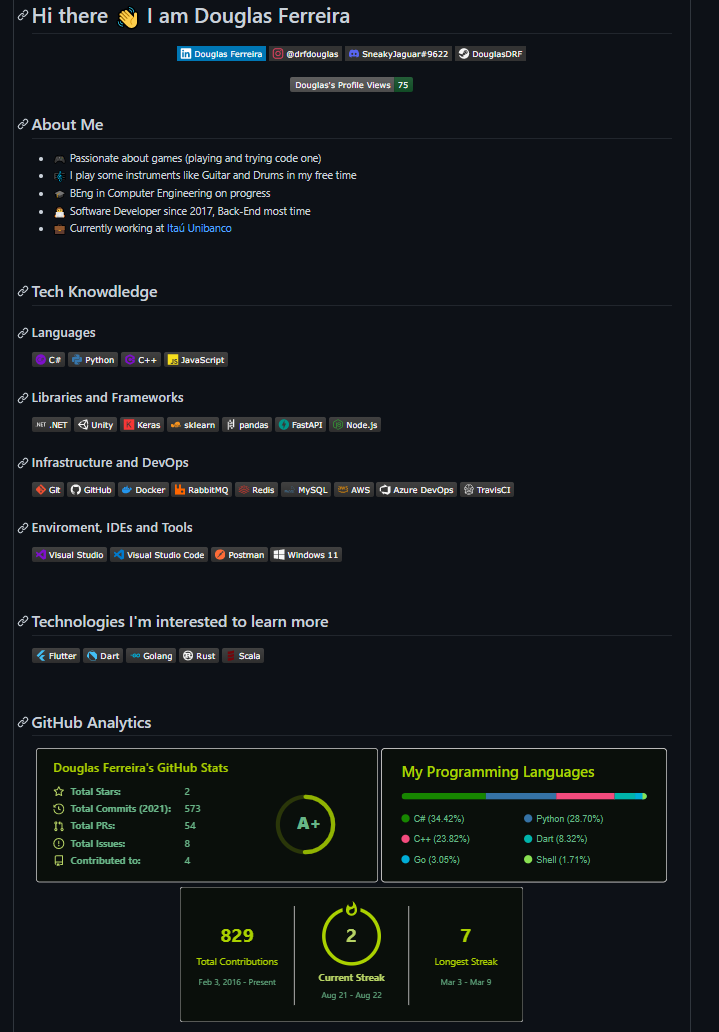 Hi there 👋 I am Douglas Ferreira
Douglas Ferreira @drfdouglas SneakyJaguar#9622 DouglasDRF
Douglas's Profile Views 75
About Me
Passionate about games (playing and trying code one)
I play some instruments like Guitar and Drums in my free time
BEng in Computer Engineering on progress
Software Developer since 2017, Back-End most time
Currently working at Itaú Unibanco
Tech Knowdledge
Languages
C# Python C++ JavaScript
Libraries and Frameworks
.NET Unity Keras sklearn pandas FastAPI Node.js
Infrastructure and DevOps
Git GitHub Docker RabbitMQ Redis MySQL AWS Azure DevOps TravisCI
Enviroment, IDEs and Tools
Visual Studio Visual Studio Code Postman Windows 11
Technologies I'm interested to learn more
Flutter Dart Golang Rust Scala
GitHub Analytics
Douglas Ferreira's GitHub Stats
Total Stars: 2
Total Commits (2021): 573
Total PRs: 54
Total Issues: 8
Contributed to: 4
A+
My Programming Languages
C# (34.42%) Python (28.70%)
C++ (23.82%) Dart (8.32%)
Go (3.05%) Shell (1.71%)
829
Total Contributions
Feb 3, 2016 - Present
2
Current Streak
Aug 21 - Aug 22
7
Longest Streak
Mar 3 - Mar 9